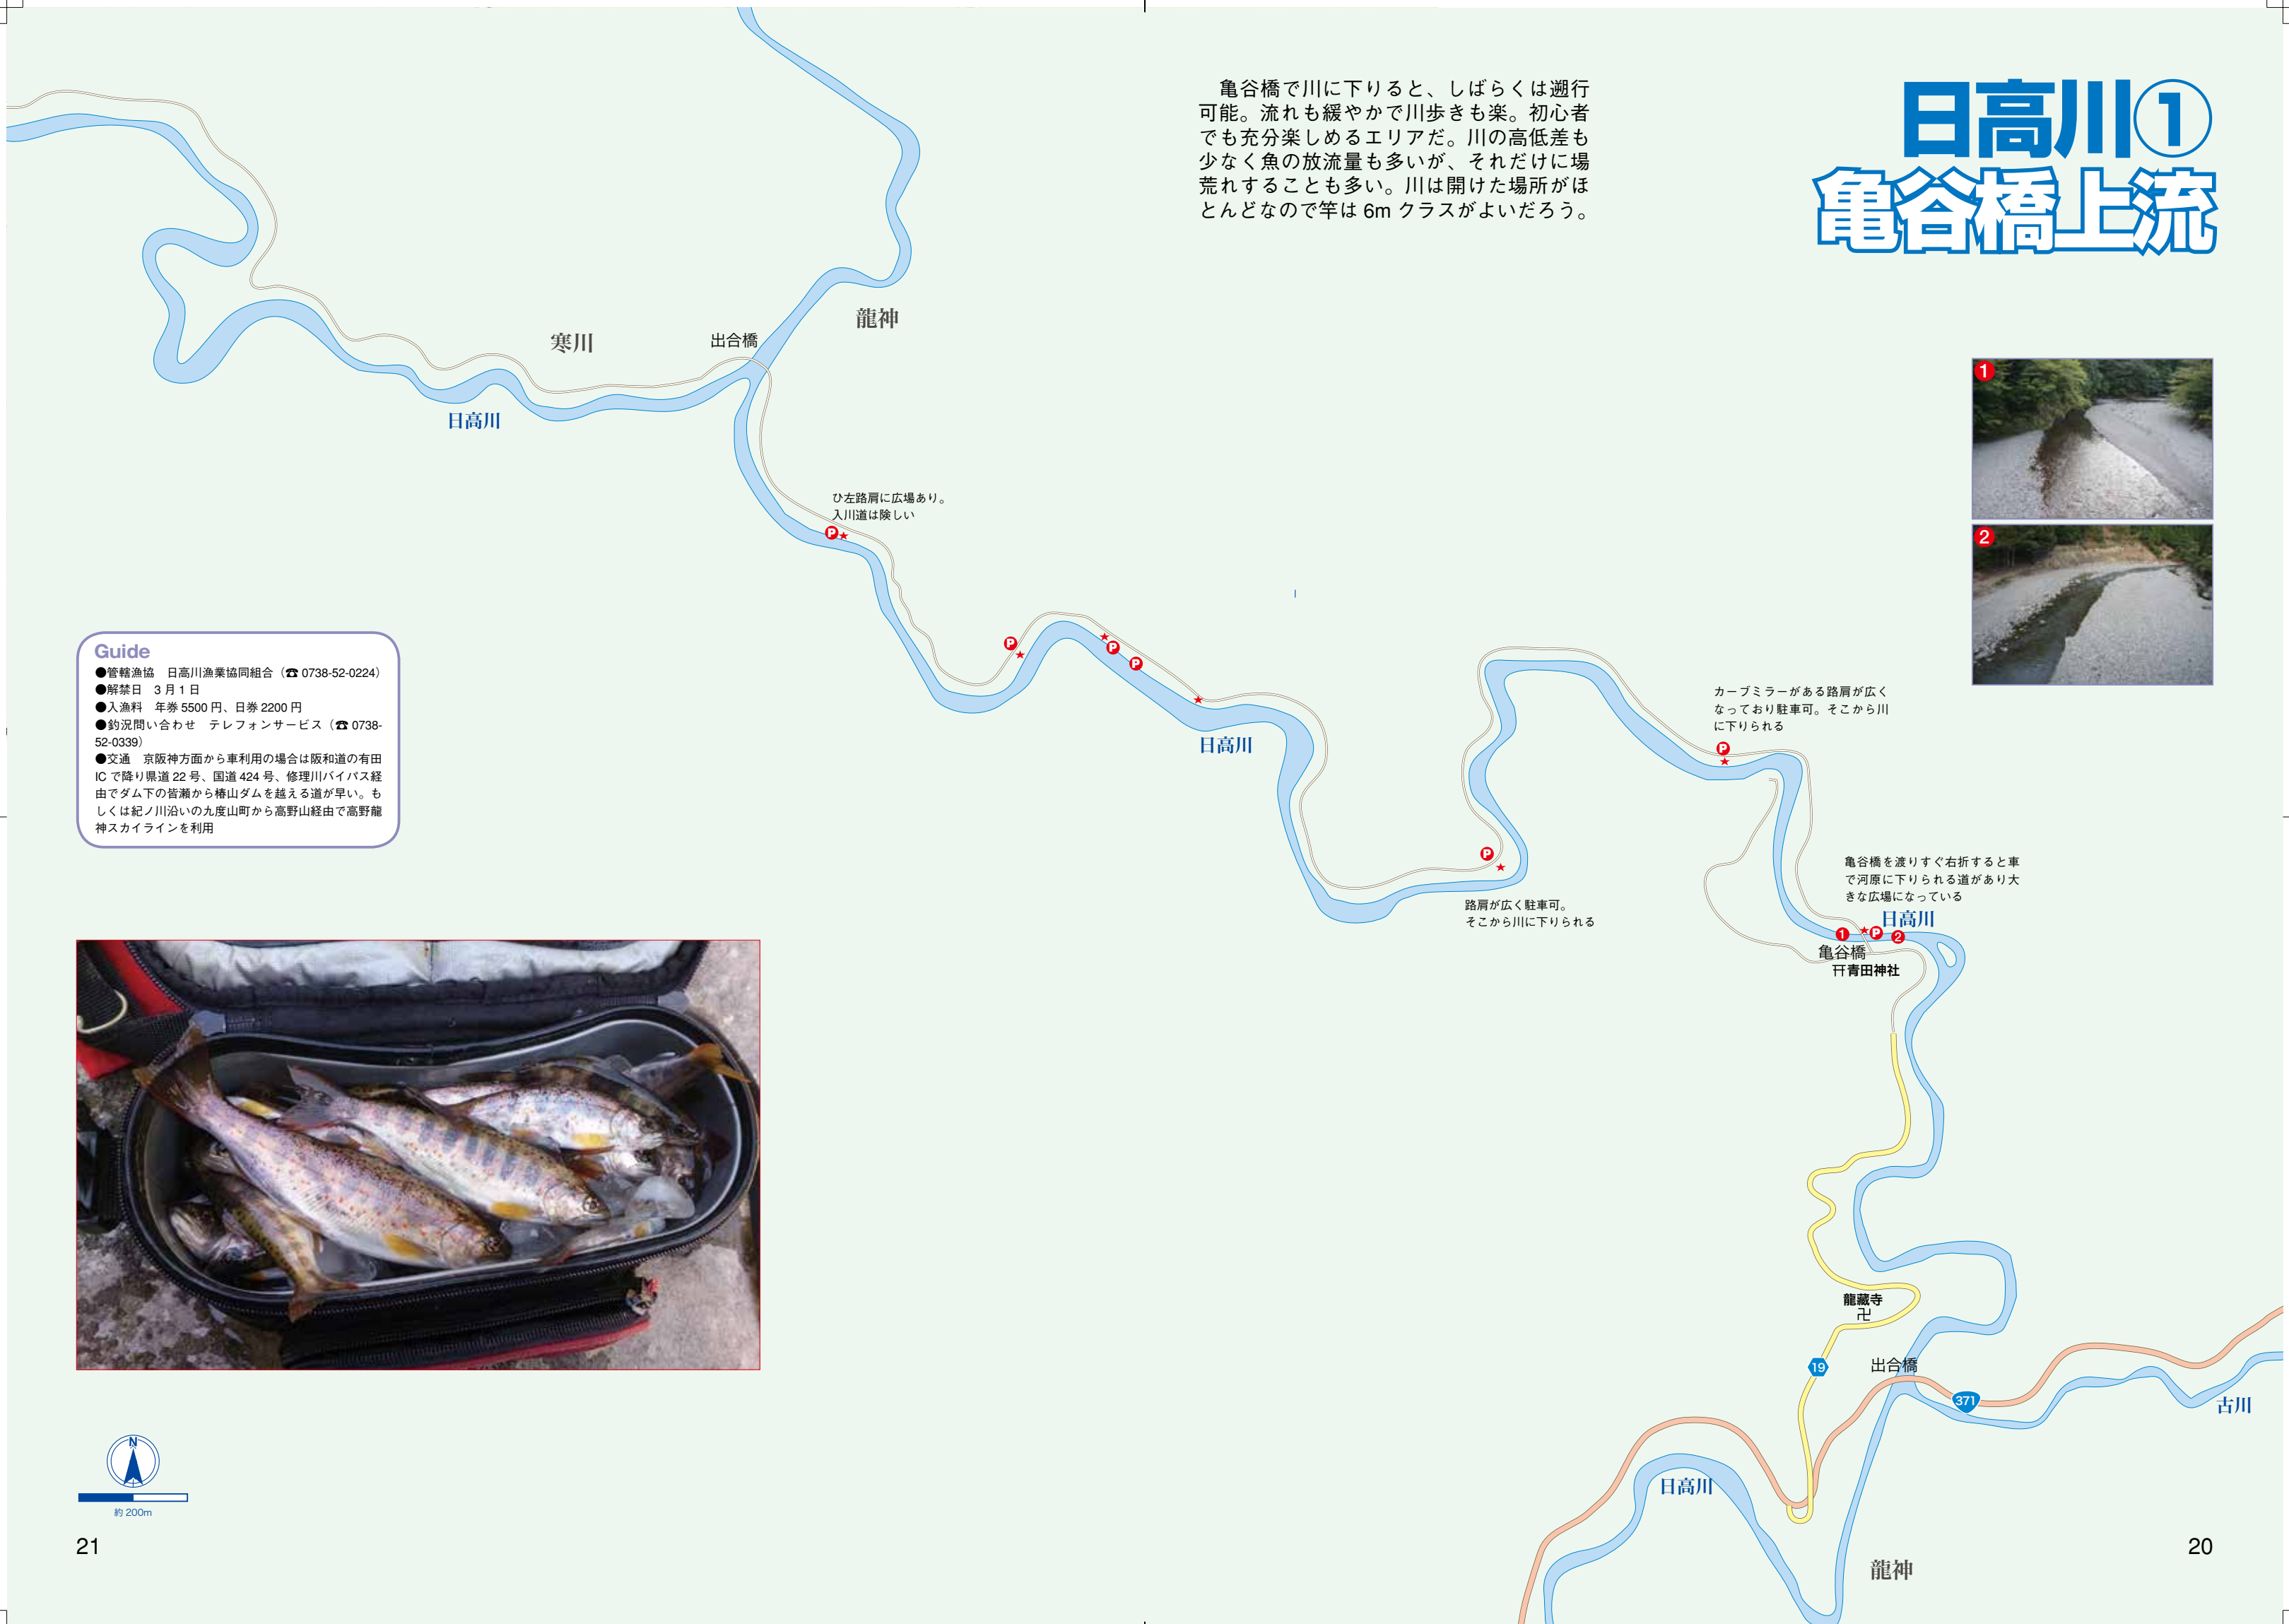 日高川①
亀谷橋上流
　亀谷橋で川に下りると、しばらくは遡行
可能。流れも緩やかで川歩きも楽。初心者
でも充分楽しめるエリアだ。川の高低差も
少なく魚の放流量も多いが、それだけに場
荒れすることも多い。川は開けた場所がほ
とんどなので竿は 6m クラスがよいだろう。
1
2
龍神
寒川
出合橋
日高川
ひ左路肩に広場あり。
入川道は険しい
P
P
P
P
日高川
カーブミラーがある路肩が広く
なっており駐車可。そこから川
に下りられる
P
P
路肩が広く駐車可。
そこから川に下りられる
亀谷橋を渡りすぐ右折すると車
で河原に下りられる道があり大
きな広場になっている
日高川
1
P
2
亀谷橋
青田神社
龍藏寺
卍
19
出合橋
371
古川
日高川
龍神
Guide
●管轄漁協　日高川漁業協同組合（☎ 0738-52-0224）
●解禁日　3 月 1 日
●入漁料　年券 5500 円、日券 2200 円
●釣況問い合わせ　テレフォンサービス（☎ 0738-
52-0339）
●交通　京阪神方面から車利用の場合は阪和道の有田
IC で降り県道 22 号、国道 424 号、修理川バイパス経
由でダム下の皆瀬から椿山ダムを越える道が早い。も
しくは紀ノ川沿いの九度山町から高野山経由で高野龍
神スカイラインを利用
N
約 200m
21
20